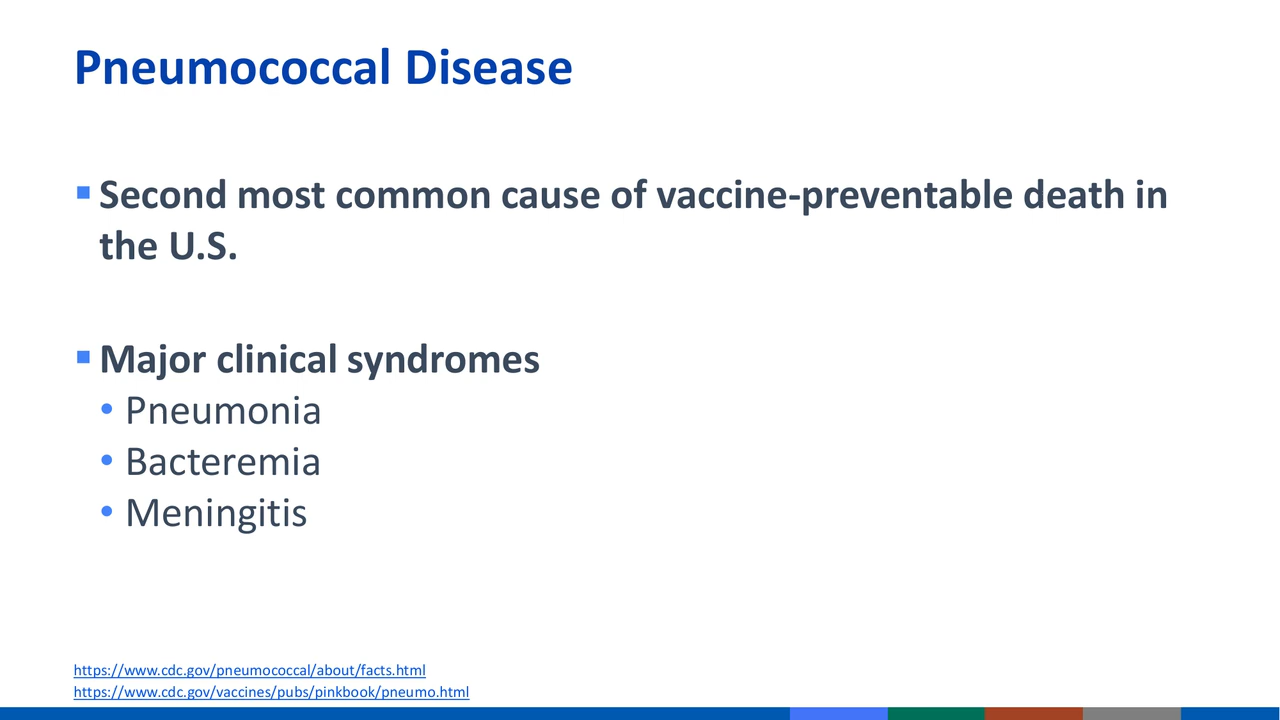 Pneumococcal Disease
▪ Second most common cause of vaccine-preventable death in
the U.S.
▪ Major clinical syndromes
• Pneumonia
• Bacteremia
• Meningitis
https://www.cdc.gov/pneumococcal/about/facts.html
https://www.cdc.gov/vaccines/pubs/pinkbook/pneumo.html